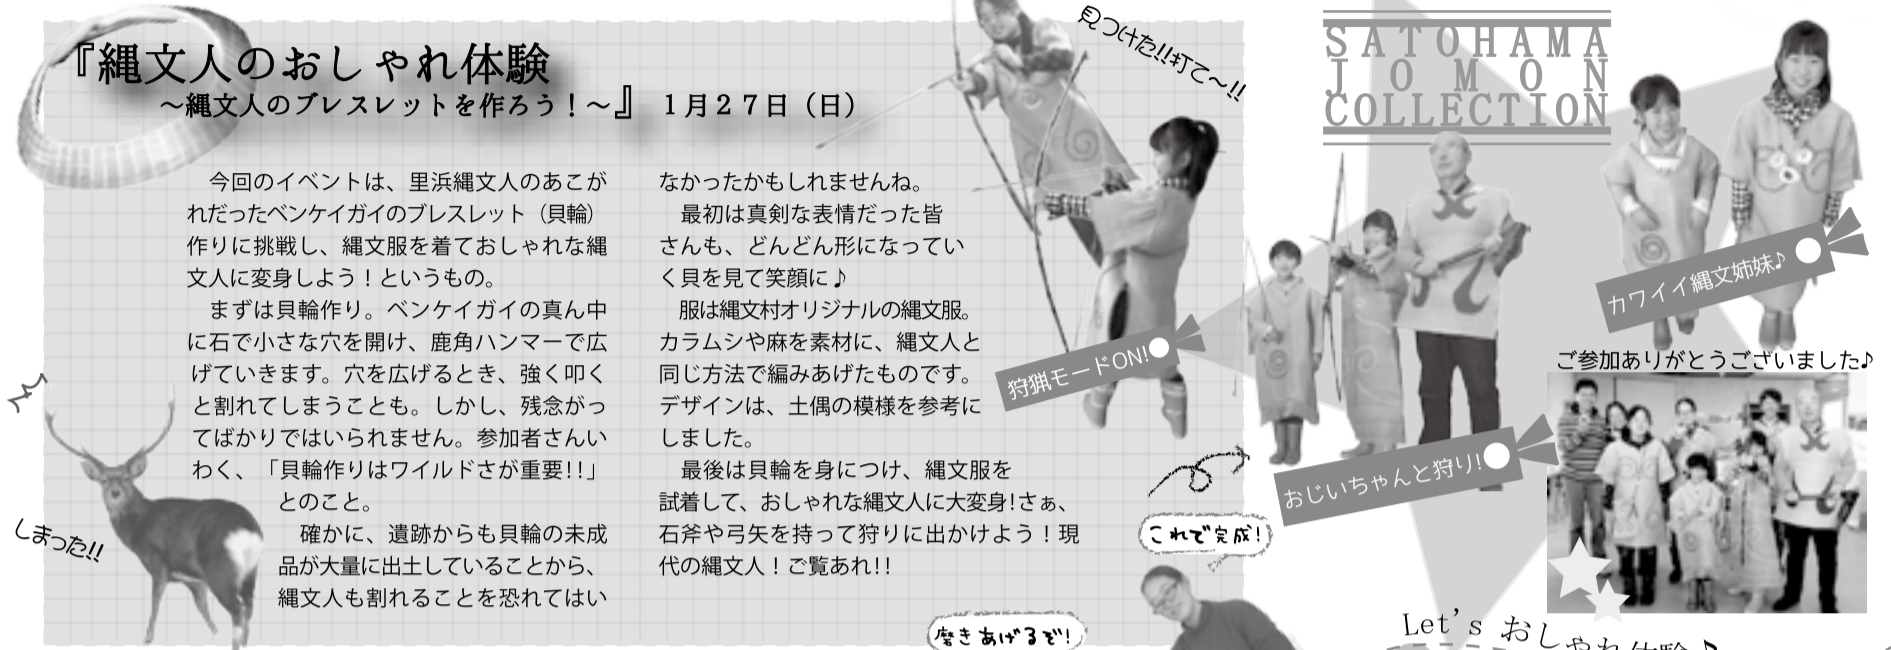 『縄文人のおしゃれ体験
～縄文人のブレスレットを作ろう！～』 １月２７日（日）
今回のイベントは、里浜縄文人のあこが
れだったベンケイガイのブレスレット（貝輪）
作りに挑戦し、縄文服を着ておしゃれな縄
文人に変身しよう！というもの。
まずは貝輪作り。ベンケイガイの真ん中
に石で小さな穴を開け、鹿角ハンマーで広
げていきます。穴を広げるとき、強く叩く
と割れてしまうことも。しかし、残念がっ
てばかりではいられません。参加者さんい
わく、「貝輪作りはワイルドさが重要!!」
とのこと。
確かに、遺跡からも貝輪の未成
品が大量に出土していることから、
縄文人も割れることを恐れてはい
なかったかもしれませんね。
最初は真剣な表情だった皆
さんも、どんどん形になってい
く貝を見て笑顔に♪
服は縄文村オリジナルの縄文服。
カラムシや麻を素材に、縄文人と
同じ方法で編みあげたものです。
デザインは、土偶の模様を参考に
しました。
最後は貝輪を身につけ、縄文服を
試着して、おしゃれな縄文人に大変身!さぁ、
石斧や弓矢を持って狩りに出かけよう！現
代の縄文人！ご覧あれ!!
しまった!!
見つけた!!打て～!!
狩猟モードON!
これで完成!
磨きあげるぞ!
SATOHAMA
JOMON
COLLECTION
カワイイ縄文姉妹♪
おじいちゃんと狩り!
ご参加ありがとうございました♪
Let's おしゃれ体験♪